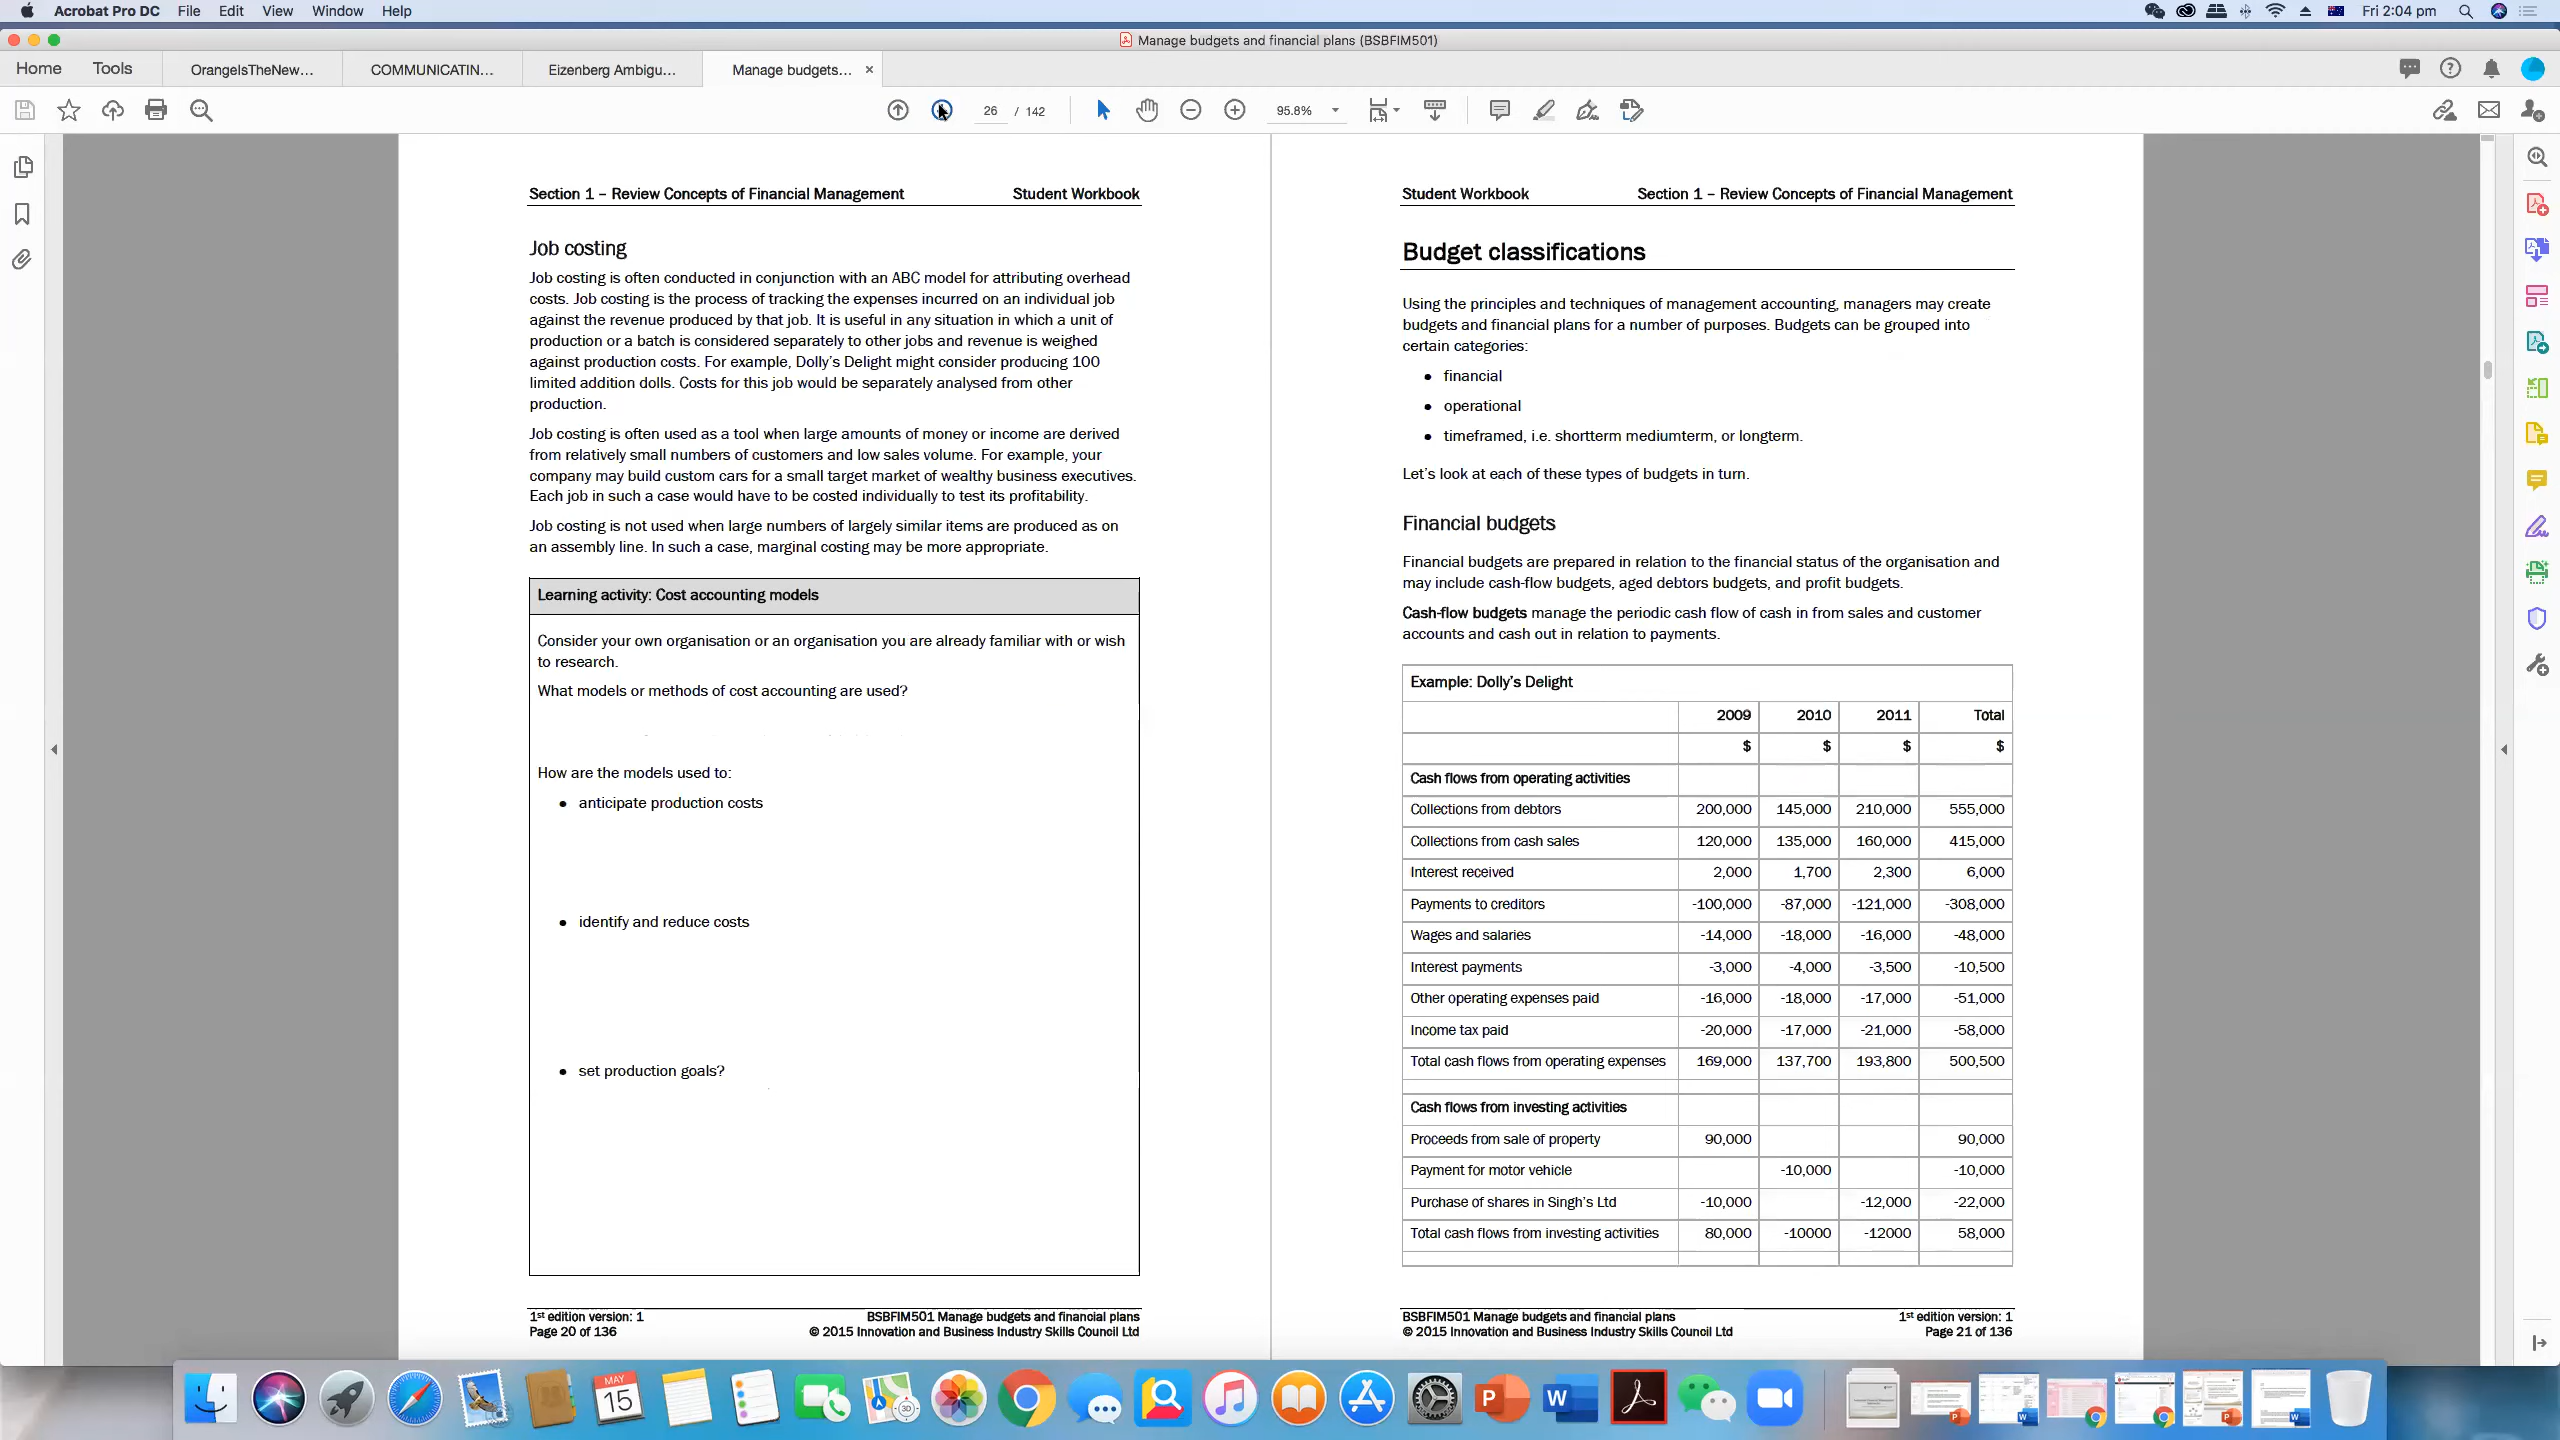 Acrobat Pro DC File Edit View Window Help
Fri 2:04 pm
Manage budgets and financial plans (BSBFIM501)
Home Tools OrangeIsTheNew... COMMUNICATIN... Eizenberg Ambigu... Manage budgets... ×
26 / 142 95.8%
Section 1 – Review Concepts of Financial Management Student Workbook
Job costing
Job costing is often conducted in conjunction with an ABC model for attributing overhead
costs. Job costing is the process of tracking the expenses incurred on an individual job
against the revenue produced by that job. It is useful in any situation in which a unit of
production or a batch is considered separately to other jobs and revenue is weighed
against production costs. For example, Dolly's Delight might consider producing 100
limited addition dolls. Costs for this job would be separately analysed from other
production.
Job costing is often used as a tool when large amounts of money or income are derived
from relatively small numbers of customers and low sales volume. For example, your
company may build custom cars for a small target market of wealthy business executives.
Each job in such a case would have to be costed individually to test its profitability.
Job costing is not used when large numbers of largely similar items are produced as on
an assembly line. In such a case, marginal costing may be more appropriate.
Learning activity: Cost accounting models
Consider your own organisation or an organisation you are already familiar with or wish
to research.
What models or methods of cost accounting are used?
How are the models used to:
• anticipate production costs
• identify and reduce costs
• set production goals?
1st edition version: 1 BSBFIM501 Manage budgets and financial plans
Page 20 of 136 © 2015 Innovation and Business Industry Skills Council Ltd
Student Workbook Section 1 – Review Concepts of Financial Management
Budget classifications
Using the principles and techniques of management accounting, managers may create
budgets and financial plans for a number of purposes. Budgets can be grouped into
certain categories:
• financial
• operational
• timeframed, i.e. shortterm mediumterm, or longterm.
Let's look at each of these types of budgets in turn.
Financial budgets
Financial budgets are prepared in relation to the financial status of the organisation and
may include cash-flow budgets, aged debtors budgets, and profit budgets.
Cash-flow budgets manage the periodic cash flow of cash in from sales and customer
accounts and cash out in relation to payments.
Example: Dolly's Delight
2009 2010 2011 Total
$ $ $ $
Cash flows from operating activities
Collections from debtors 200,000 145,000 210,000 555,000
Collections from cash sales 120,000 135,000 160,000 415,000
Interest received 2,000 1,700 2,300 6,000
Payments to creditors -100,000 -87,000 -121,000 -308,000
Wages and salaries -14,000 -18,000 -16,000 -48,000
Interest payments -3,000 -4,000 -3,500 -10,500
Other operating expenses paid -16,000 -18,000 -17,000 -51,000
Income tax paid -20,000 -17,000 -21,000 -58,000
Total cash flows from operating expenses 169,000 137,700 193,800 500,500
Cash flows from investing activities
Proceeds from sale of property 90,000 90,000
Payment for motor vehicle -10,000 -10,000
Purchase of shares in Singh's Ltd -10,000 -12,000 -22,000
Total cash flows from investing activities 80,000 -10000 -12000 58,000
BSBFIM501 Manage budgets and financial plans 1st edition version: 1
© 2015 Innovation and Business Industry Skills Council Ltd Page 21 of 136
MAY
15
3D
P
W